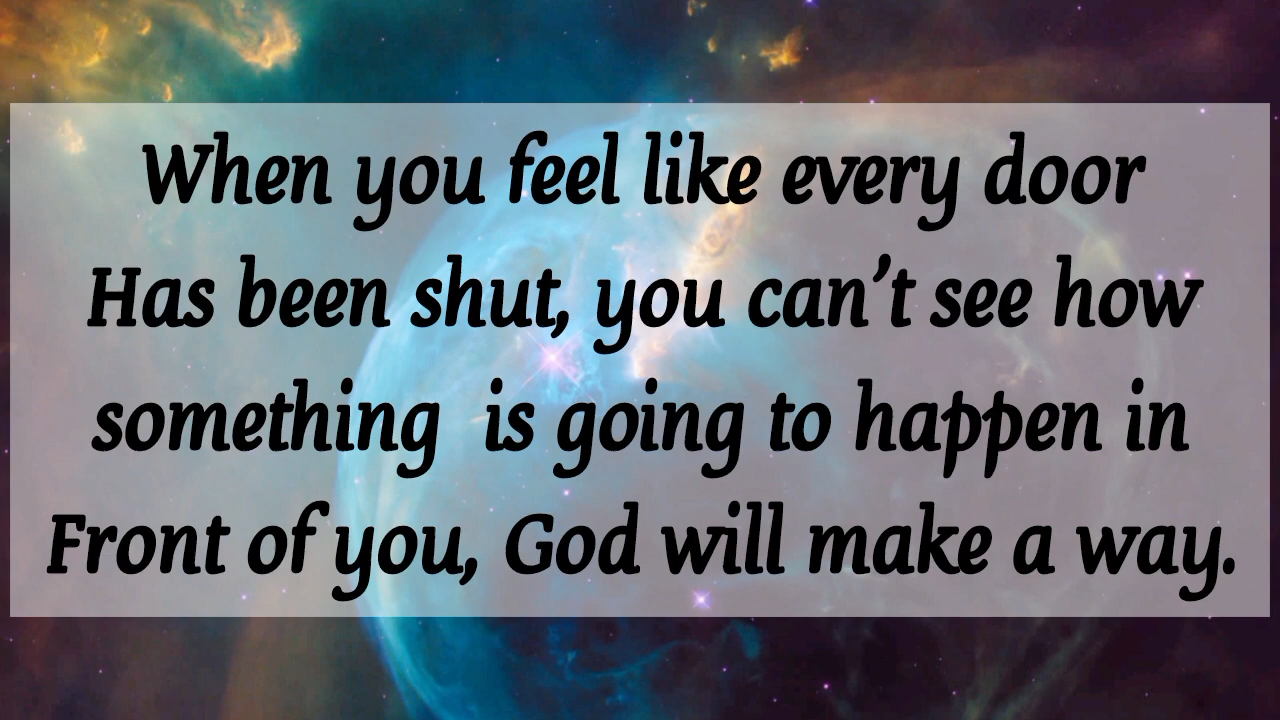 When you feel like every door
Has been shut, you can’t see how
something  is going to happen in
Front of you, God will make a way.